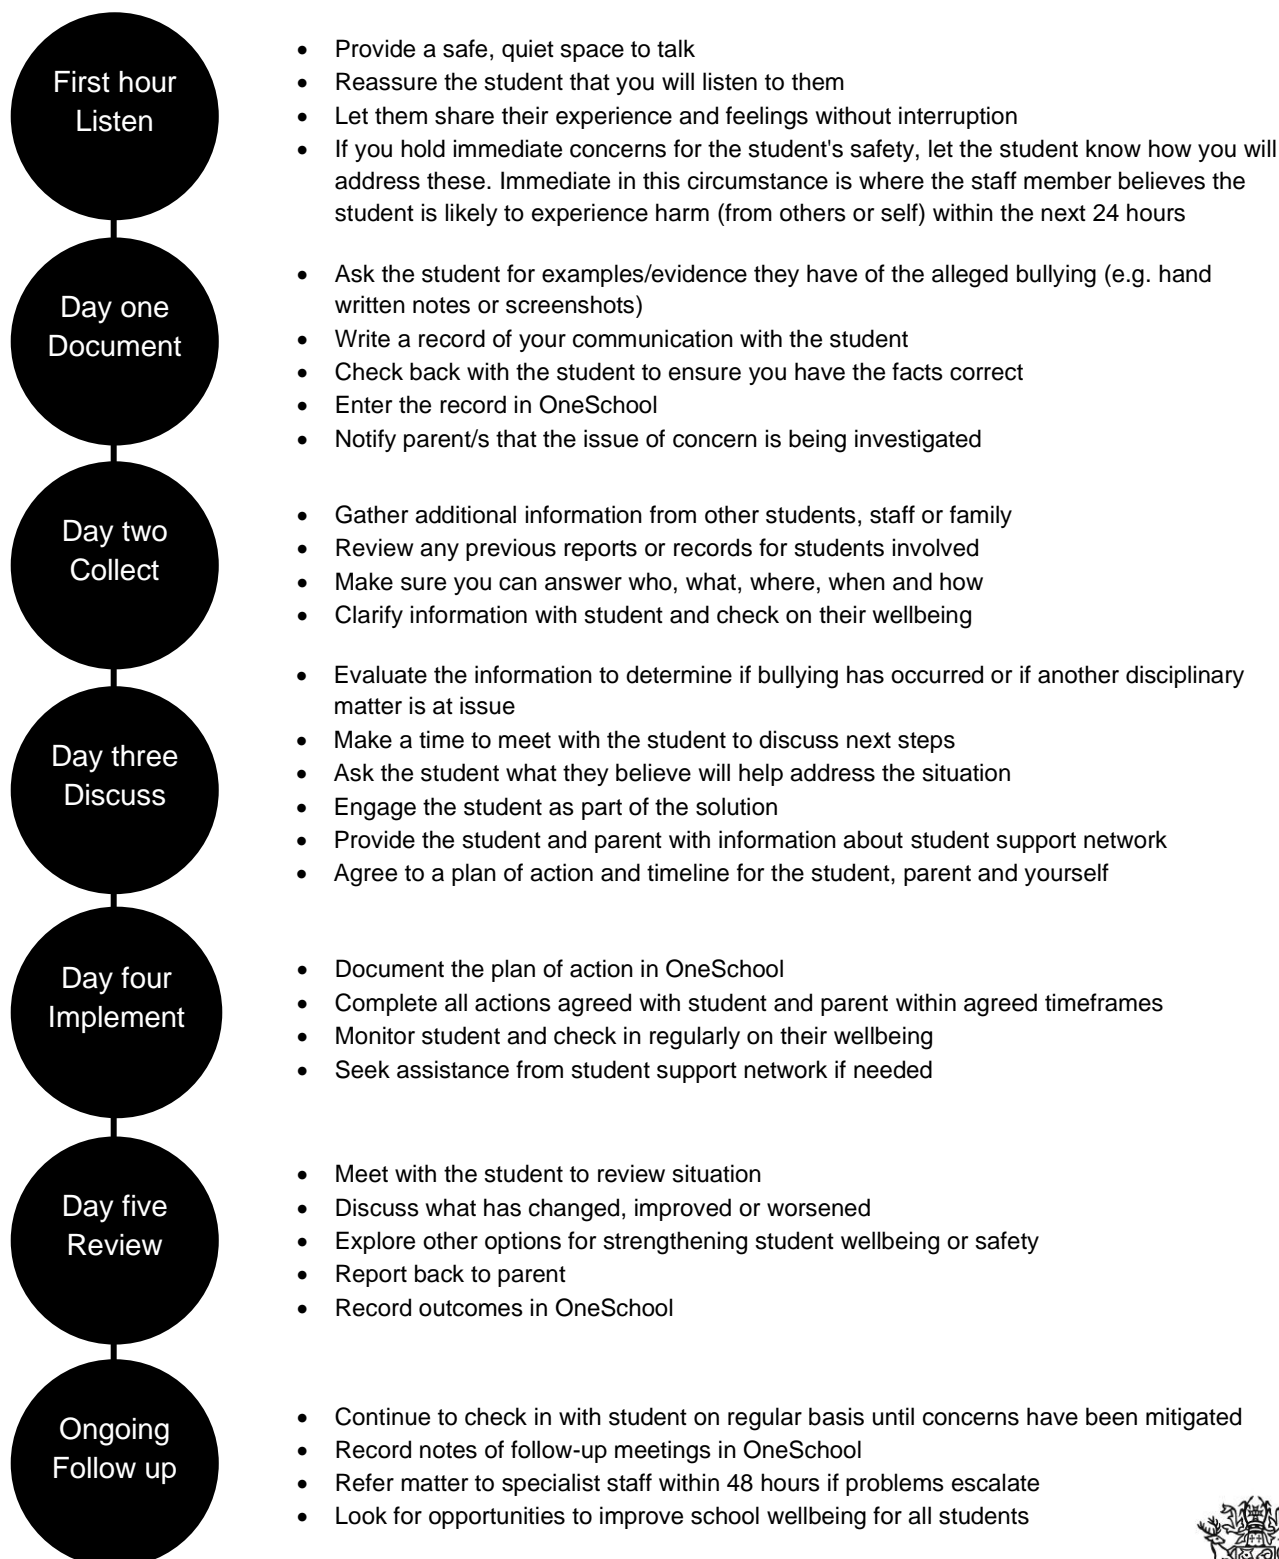 First hour
Listen
• Provide a safe, quiet space to talk
• Reassure the student that you will listen to them
• Let them share their experience and feelings without interruption
• If you hold immediate concerns for the student's safety, let the student know how you will
address these. Immediate in this circumstance is where the staff member believes the
student is likely to experience harm (from others or self) within the next 24 hours
Day one
Document
• Ask the student for examples/evidence they have of the alleged bullying (e.g. hand
written notes or screenshots)
• Write a record of your communication with the student
• Check back with the student to ensure you have the facts correct
• Enter the record in OneSchool
• Notify parent/s that the issue of concern is being investigated
Day two
Collect
• Gather additional information from other students, staff or family
• Review any previous reports or records for students involved
• Make sure you can answer who, what, where, when and how
• Clarify information with student and check on their wellbeing
Day three
Discuss
• Evaluate the information to determine if bullying has occurred or if another disciplinary
matter is at issue
• Make a time to meet with the student to discuss next steps
• Ask the student what they believe will help address the situation
• Engage the student as part of the solution
• Provide the student and parent with information about student support network
• Agree to a plan of action and timeline for the student, parent and yourself
Day four
Implement
• Document the plan of action in OneSchool
• Complete all actions agreed with student and parent within agreed timeframes
• Monitor student and check in regularly on their wellbeing
• Seek assistance from student support network if needed
Day five
Review
• Meet with the student to review situation
• Discuss what has changed, improved or worsened
• Explore other options for strengthening student wellbeing or safety
• Report back to parent
• Record outcomes in OneSchool
Ongoing
Follow up
• Continue to check in with student on regular basis until concerns have been mitigated
• Record notes of follow-up meetings in OneSchool
• Refer matter to specialist staff within 48 hours if problems escalate
• Look for opportunities to improve school wellbeing for all students